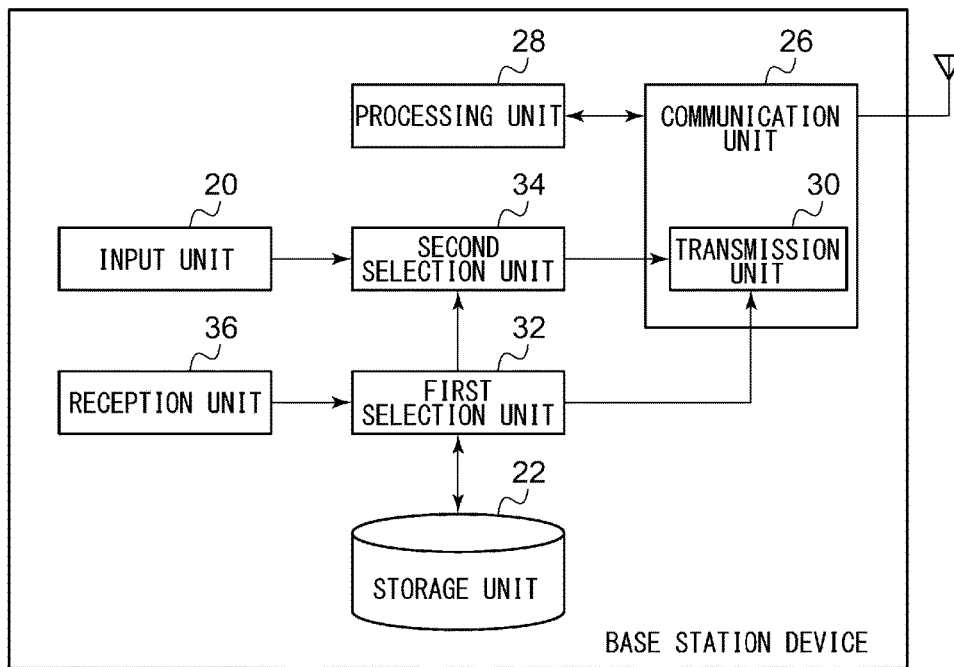 28
26
PROCESSING UNIT
COMMUNICATION
UNIT
20
34
30
INPUT UNIT
SECOND
SELECTION UNIT
TRANSMISSION
UNIT
36
32
RECEPTION UNIT
FIRST
SELECTION UNIT
22
STORAGE UNIT
BASE STATION DEVICE